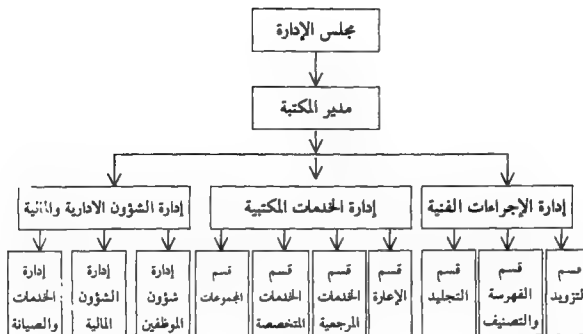 مجلس الإدارة
مدير المكتبة
إدارة الإجراءات الفنية
إدارة الخدمات المكتبية
إدارة الشؤون الادارية والمالية
قسم
التزويد
قسم
الفهرسة
والتصنيف
قسم
التجليد
قسم
الإعارة
قسم
الخدمات
المرجعية
قسم
الخدمات
المتخصصة
قسم
المجموعات
إدارة
شؤون
الموظفين
إدارة
الشؤون
المالية
إدارة
الخدمات
والصيانة